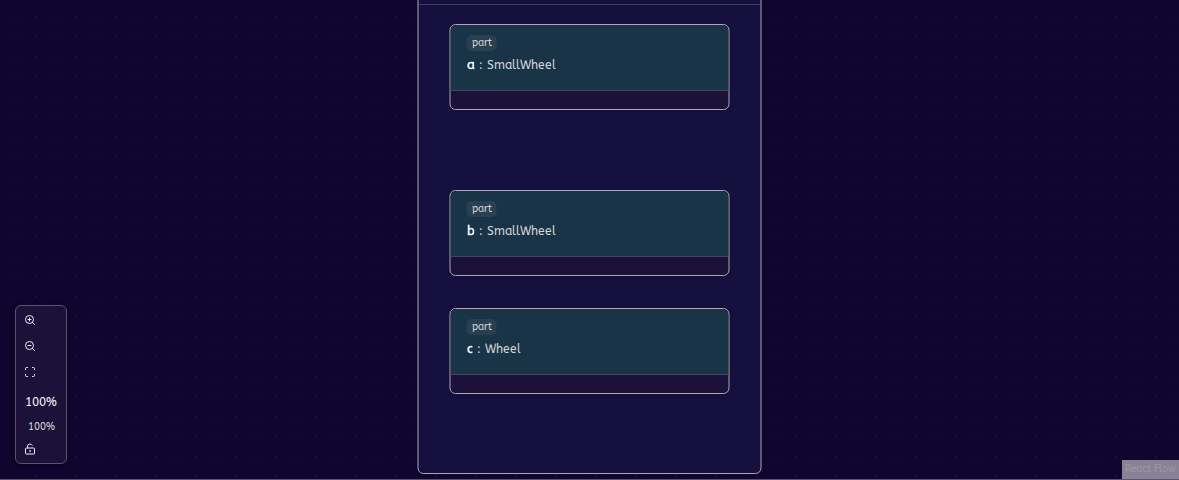 part
a : SmallWheel
part
b : SmallWheel
part
c : Wheel
100%
100%
React Flow